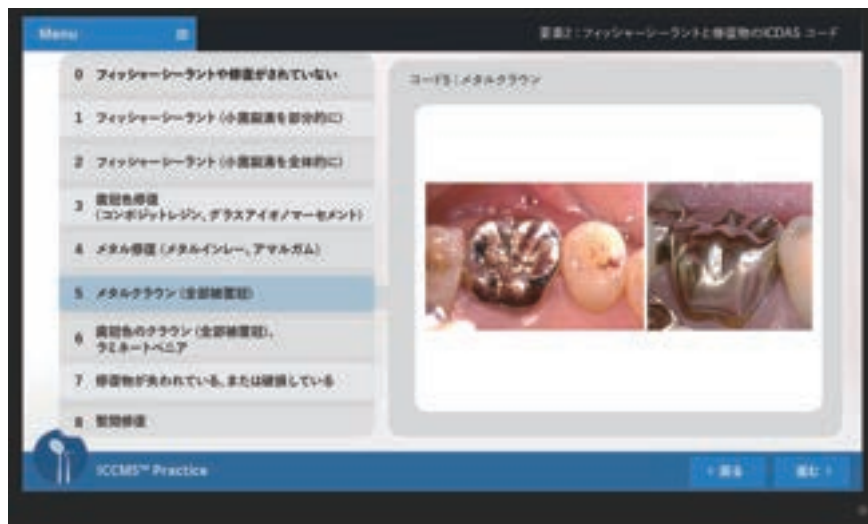 Menu
要素2：フィッシャーシーラントと修復物のICDAS コード
0 フィッシャーシーラントや修復がされていない
1 フィッシャーシーラント（小窩裂溝を部分的に）
2 フィッシャーシーラント（小窩裂溝を全体的に）
3 歯冠色修復
（コンポジットレジン、グラスアイオノマーセメント）
4 メタル修復（メタルインレー、アマルガム）
5 メタルクラウン（全部被覆冠）
6 歯冠色のクラウン（全部被覆冠）、
ラミネートベニア
7 修復物が失われている、または破損している
8 暫間修復
コード5：メタルクラウン
ICCMS™ Practice
戻る
進む